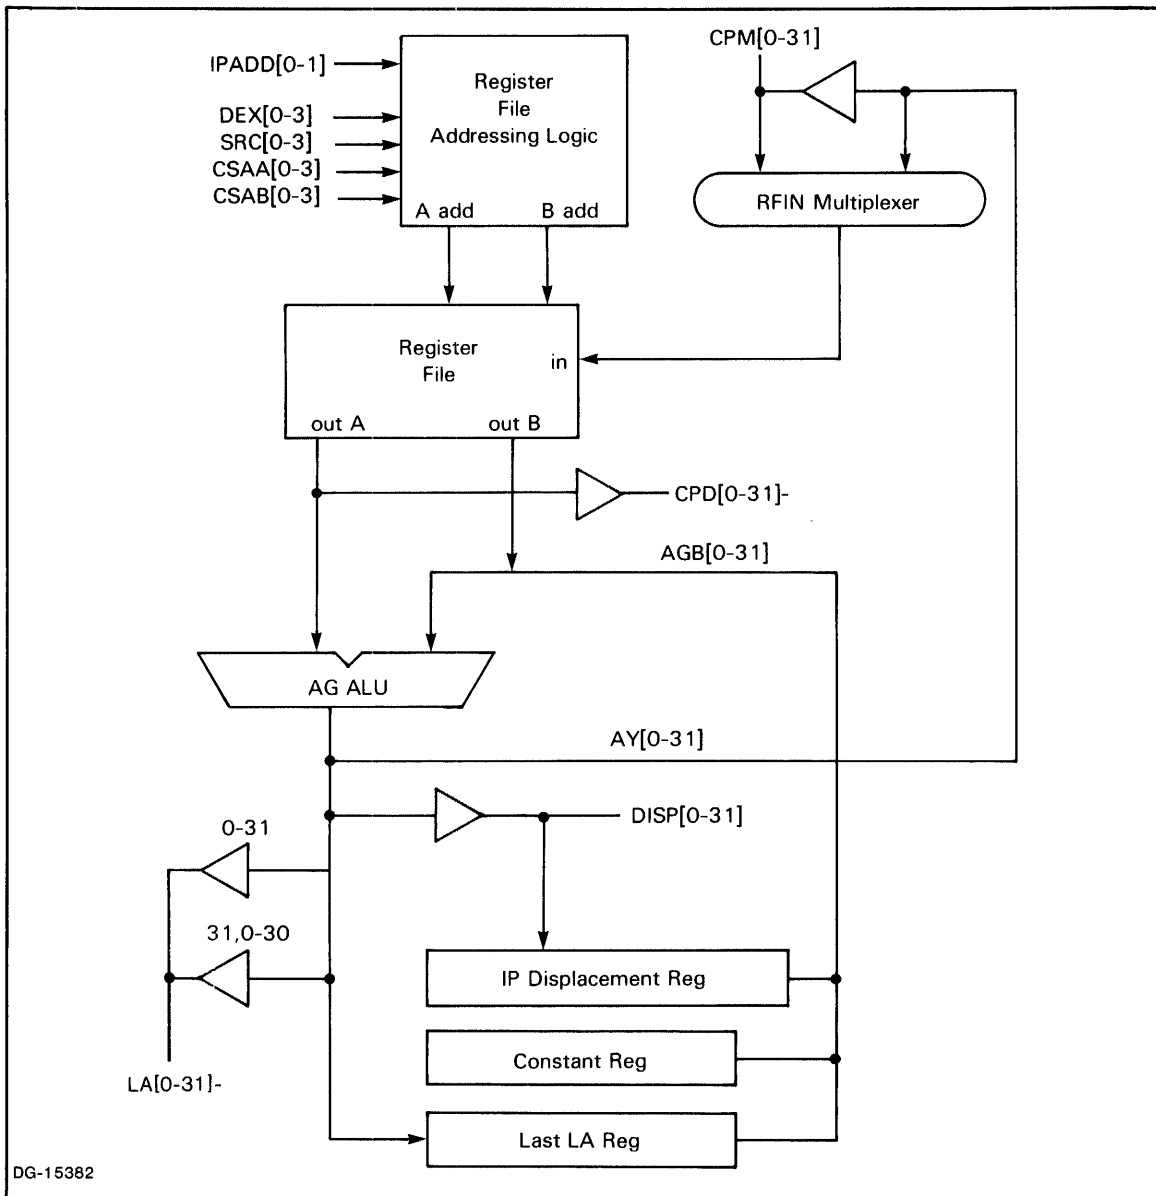 CPM[0-31]
IPADD[0-1]
Register
File
Addressing Logic
DEX[0-3]
SRC[0-3]
CSAA[0-3]
CSAB[0-3]
A add B add
RFIN Multiplexer
Register
File
in
out A out B
CPD[0-31]-
AGB[0-31]
AG ALU
AY[0-31]
DISP[0-31]
0-31
31,0-30
IP Displacement Reg
Constant Reg
LA[0-31]-
Last LA Reg
DG-15382